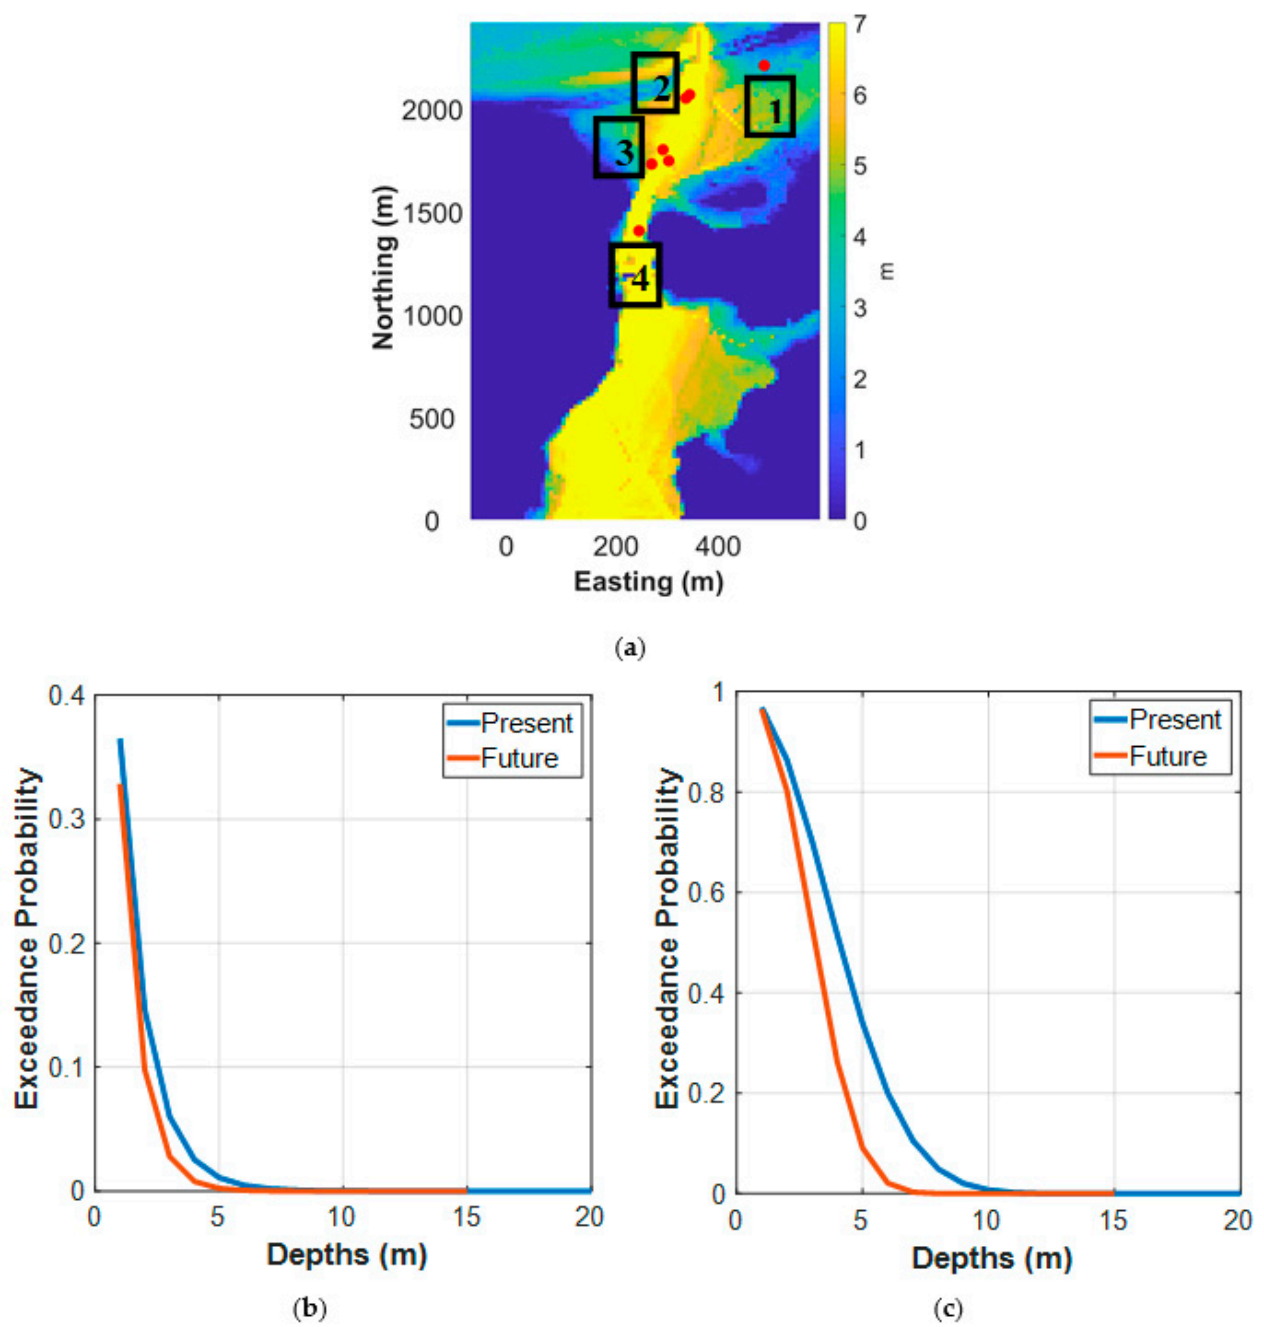 7
6
5
4
3
2
1
0
m
2000
1500
1000
500
0
Northing (m)
2
1
3
4
0 200 400
Easting (m)
(a)
0.4
0.3
0.2
0.1
0
Exceedance Probability
Present
Future
0 5 10 15 20
Depths (m)
(b)
1
0.8
0.6
0.4
0.2
0
Exceedance Probability
Present
Future
0 5 10 15 20
Depths (m)
(c)